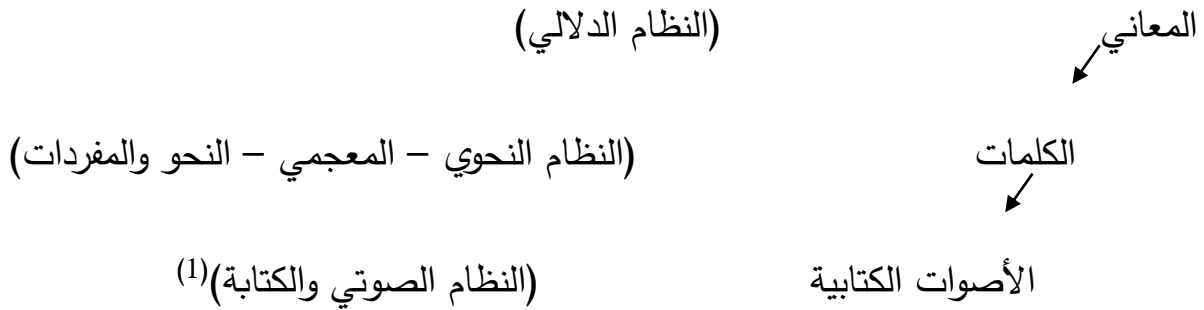 المعاني (النظام الدلالي)
الكلمات (النظام النحوي – المعجمي – النحو والمفردات)
الأصوات الكتابية (النظام الصوتي والكتابة)(1)